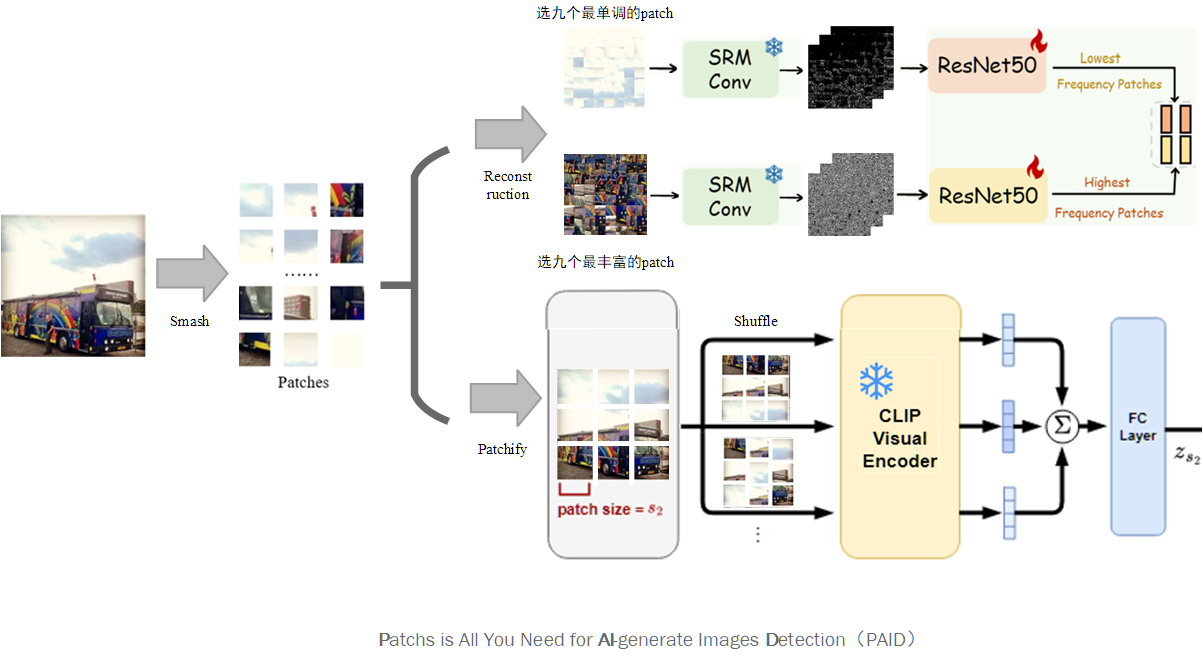 选九个最单调的patch
SRM
Conv
ResNet50
Lowest
Frequency Patches
Reconst
ruction
SRM
Conv
ResNet50
Highest
Frequency Patches
选九个最丰富的patch
Smash
......
Patches
Patchify
patch size = s₂
Shuffle
⋮
CLIP
Visual
Encoder
Σ
FC
Layer
z_{s₂}
Patchs is All You Need for AI-generate Images Detection（PAID）